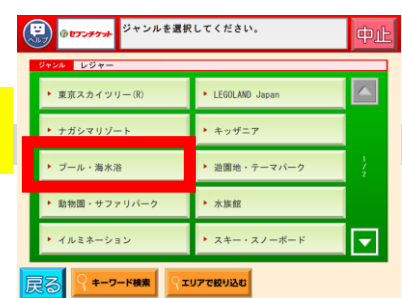 ヘルプ
セブンチケット
ジャンルを選択してください。
中止
ジャンル レジャー
東京スカイツリー(R)
LEGOLAND Japan
ナガシマリゾート
キッザニア
プール・海水浴
遊園地・テーマパーク
動物園・サファリパーク
水族館
イルミネーション
スキー・スノーボード
1/2
戻る
キーワード検索
エリアで絞り込む